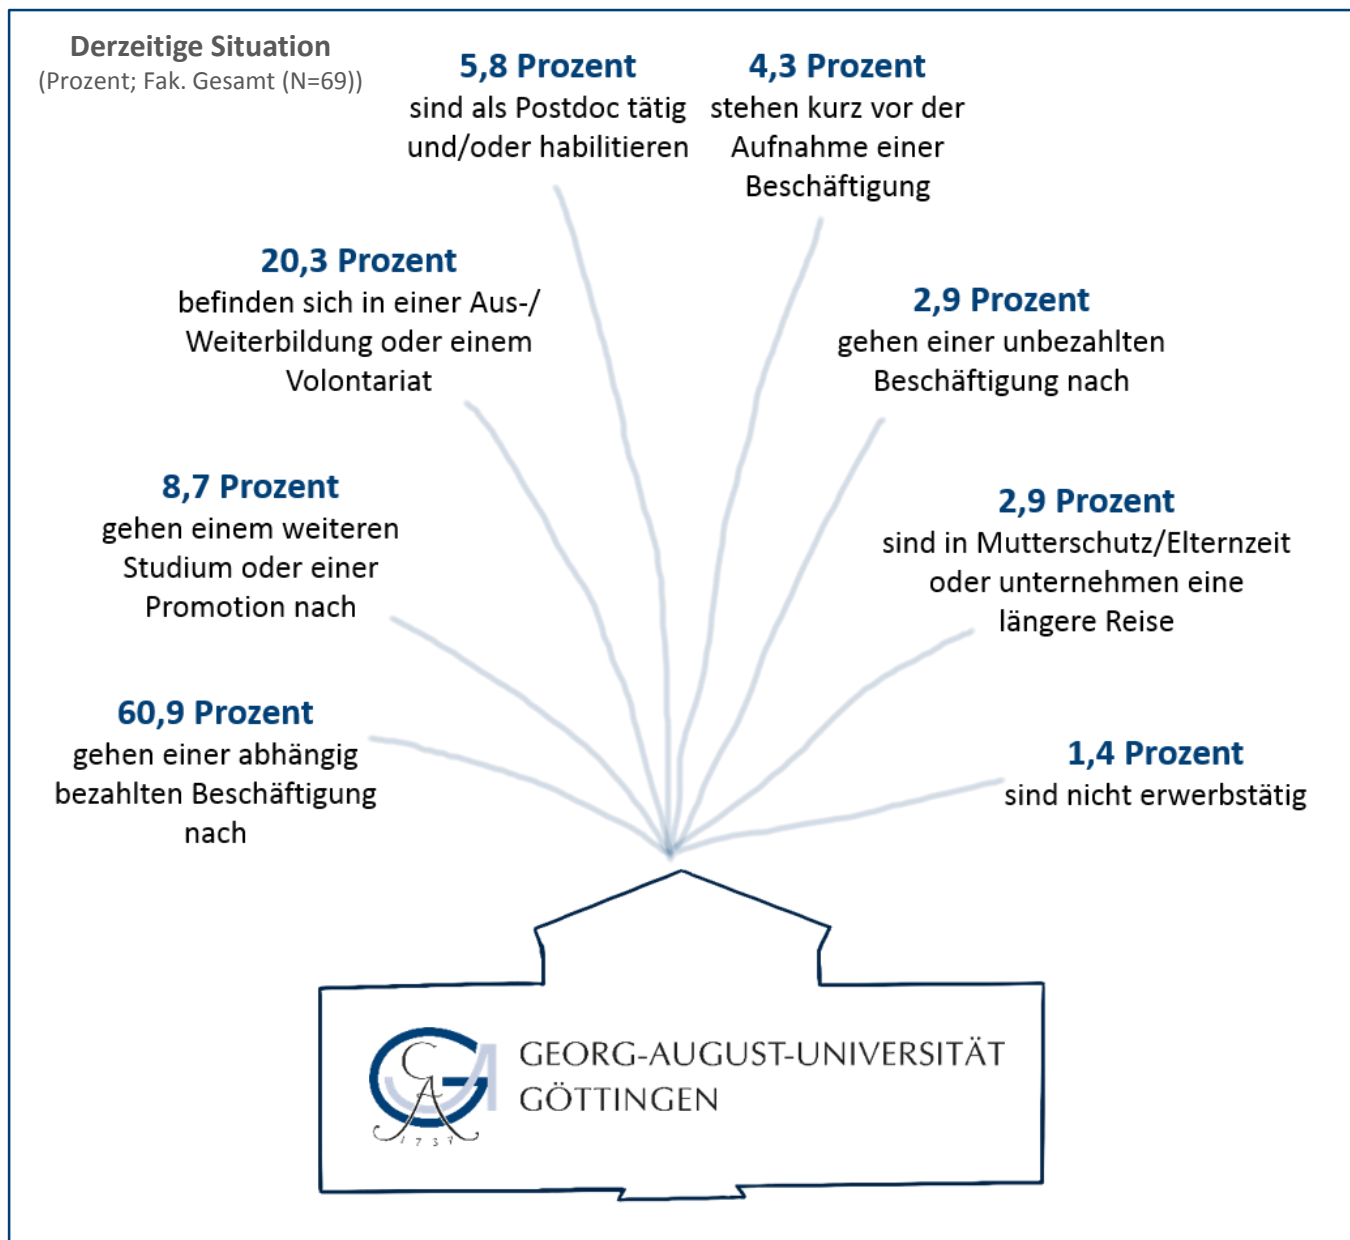 Derzeitige Situation
(Prozent; Fak. Gesamt (N=69))
5,8 Prozent
sind als Postdoc tätig
und/oder habilitieren
4,3 Prozent
stehen kurz vor der
Aufnahme einer
Beschäftigung
20,3 Prozent
befinden sich in einer Aus-/
Weiterbildung oder einem
Volontariat
2,9 Prozent
gehen einer unbezahlten
Beschäftigung nach
8,7 Prozent
gehen einem weiteren
Studium oder einer
Promotion nach
2,9 Prozent
sind in Mutterschutz/Elternzeit
oder unternehmen eine
längere Reise
60,9 Prozent
gehen einer abhängig
bezahlten Beschäftigung
nach
1,4 Prozent
sind nicht erwerbstätig
GEORG-AUGUST-UNIVERSITÄT
GÖTTINGEN
1737